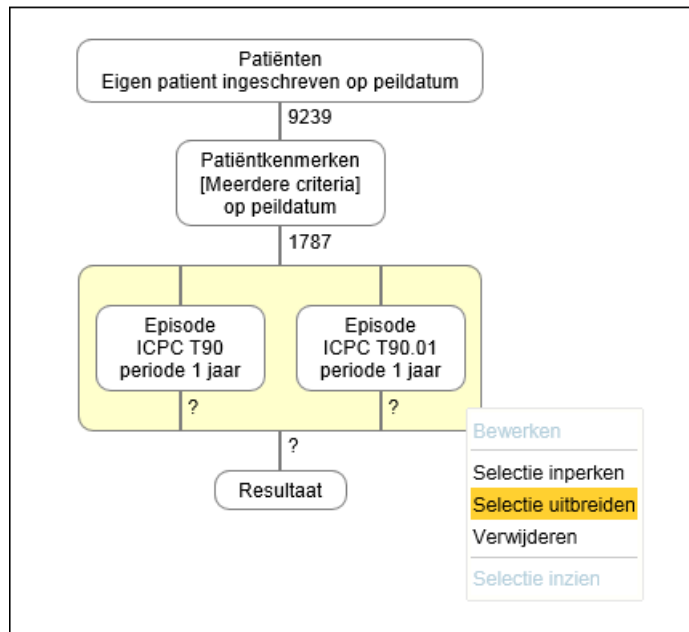 Patiënten
Eigen patient ingeschreven op peildatum
9239
Patiëntkenmerken
[Meerdere criteria]
op peildatum
1787
Episode
ICPC T90
periode 1 jaar
?
Episode
ICPC T90.01
periode 1 jaar
?
?
Resultaat
Bewerken
Selectie inperken
Selectie uitbreiden
Verwijderen
Selectie inzien